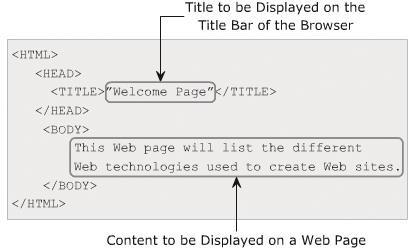 Title to be Displayed on the
Title Bar of the Browser
<HTML>
<HEAD>
<TITLE>”Welcome Page”</TITLE>
</HEAD>
<BODY>
This Web page will list the different
Web technologies used to create Web sites.
</BODY>
</HTML>
Content to be Displayed on a Web Page